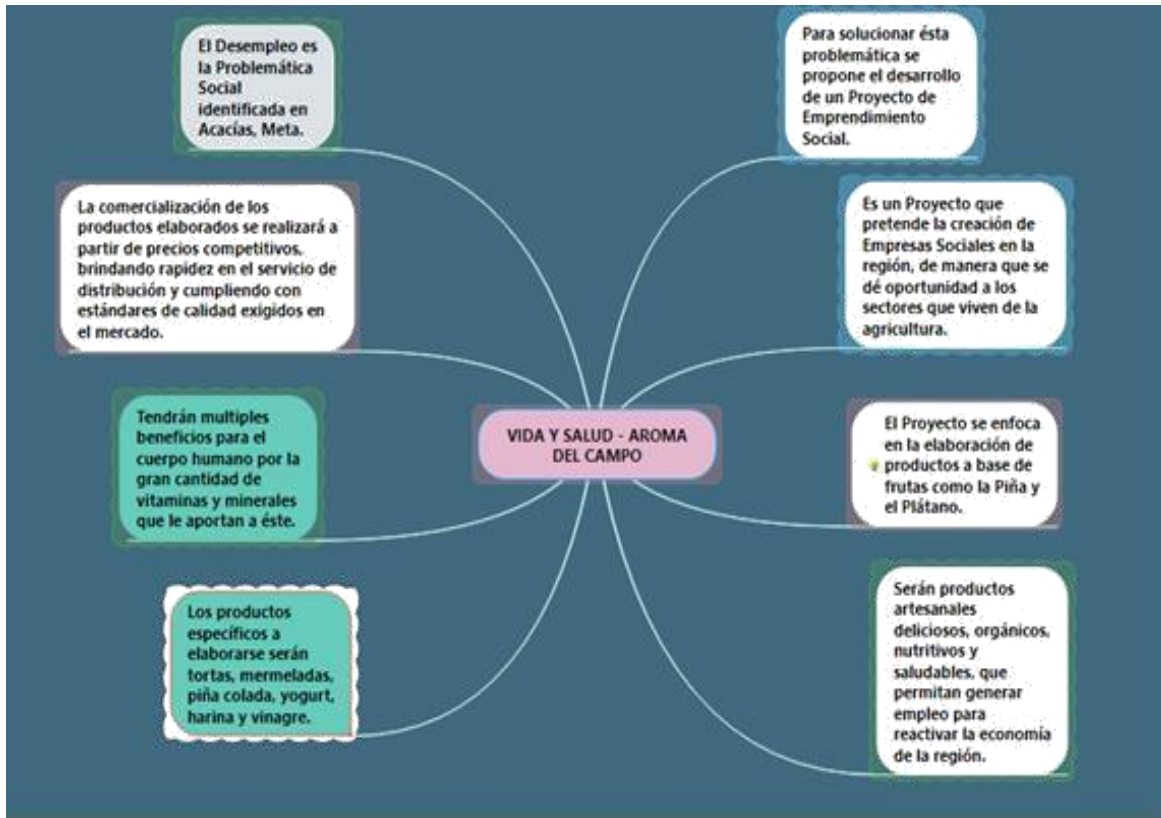 El Desempleo es
la Problemática
Social
identificada en
Acacías, Meta.
La comercialización de los
productos elaborados se realizará a
partir de precios competitivos,
brindando rapidez en el servicio de
distribución y cumpliendo con
estándares de calidad exigidos en
el mercado.
Tendrán multiples
beneficios para el
cuerpo humano por la
gran cantidad de
vitaminas y minerales
que le aportan a éste.
Los productos
específicos a
elaborarse serán
tortas, mermeladas,
piña colada, yogurt,
harina y vinagre.
VIDA Y SALUD - AROMA
DEL CAMPO
Para solucionar ésta
problemática se
propone el desarrollo
de un Proyecto de
Emprendimiento
Social.
Es un Proyecto que
pretende la creación de
Empresas Sociales en la
región, de manera que se
dé oportunidad a los
sectores que viven de la
agricultura.
El Proyecto se enfoca
en la elaboración de
productos a base de
frutas como la Piña y
el Plátano.
Serán productos
artesanales
deliciosos, orgánicos,
nutritivos y
saludables, que
permitan generar
empleo para
reactivar la economía
de la región.